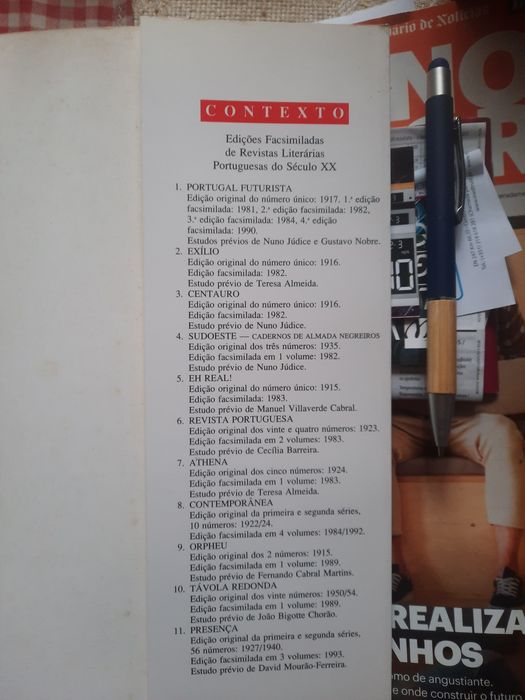 CONTEXTO
Edições Facsimiladas
de Revistas Literárias
Portuguesas do Século XX
1. PORTUGAL FUTURISTA
Edição original do número único: 1917. 1.ª edição
facsimilada: 1981, 2.ª edição facsimilada: 1982,
3.ª edição facsimilada: 1984, 4.ª edição
facsimilada: 1990.
Estudos prévios de Nuno Júdice e Gustavo Nobre.
2. EXÍLIO
Edição original do número único: 1916.
Edição facsimilada: 1982.
Estudo prévio de Teresa Almeida.
3. CENTAURO
Edição original do número único: 1916.
Edição facsimilada: 1982.
Estudo prévio de Nuno Júdice.
4. SUDOESTE — CADERNOS DE ALMADA NEGREIROS
Edição original dos três números: 1935.
Edição facsimilada em 1 volume: 1982.
Estudo prévio de Nuno Júdice.
5. EH REAL!
Edição original do número único: 1915.
Edição facsimilada: 1983.
Estudo prévio de Manuel Villaverde Cabral.
6. REVISTA PORTUGUESA
Edição original dos vinte e quatro números: 1923.
Edição facsimilada em 2 volumes: 1983.
Estudo prévio de Cecília Barreira.
7. ATHENA
Edição original dos cinco números: 1924.
Edição facsimilada em 1 volume: 1983.
Estudo prévio de Teresa Almeida.
8. CONTEMPORÂNEA
Edição original da primeira e segunda séries,
10 números: 1922/24.
Edição facsimilada em 4 volumes: 1984/1992.
9. ORPHEU
Edição original dos 2 números: 1915.
Edição facsimilada em 1 volume: 1989.
Estudo prévio de Fernando Cabral Martins.
10. TÁVOLA REDONDA
Edição original dos vinte números: 1950/54.
Edição facsimilada em 1 volume: 1989.
Estudo prévio de João Bigotte Chorão.
11. PRESENÇA
Edição original da primeira e segunda séries,
56 números: 1927/1940.
Edição facsimilada em 3 volumes: 1993.
Estudo prévio de David Mourão-Ferreira.
ário de Notícias
NO
R
REALIZA
NHOS
omo de angustiante.
e onde construir o futuro